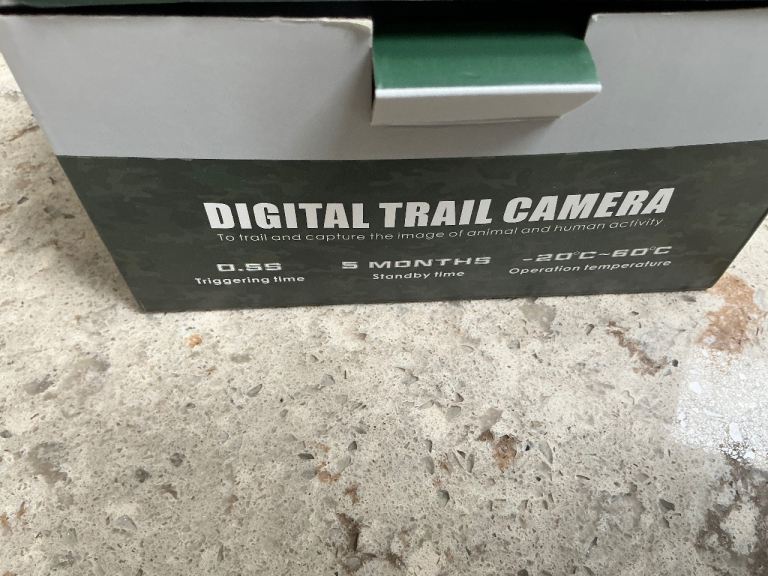 DIGITAL TRAIL CAMERA
To trail and capture the image of animal and human activity
0.5S 5 MONTHS -20°C~60°C
Triggering time Standby time Operation temperature